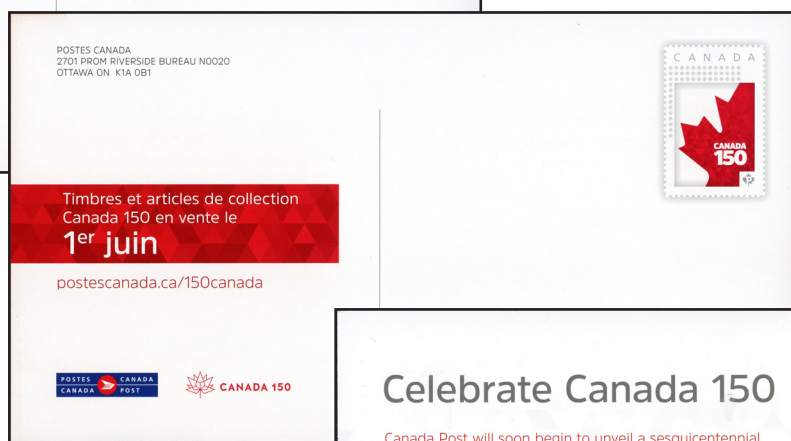 POSTES CANADA
2701 PROM RIVERSIDE BUREAU N0020
OTTAWA ON K1A 0B1
CANADA
CANADA
150
P
Timbres et articles de collection
Canada 150 en vente le
1er juin
postescanada.ca/150canada
POSTES CANADA
CANADA POST
CANADA 150
Celebrate Canada 150
Canada Post will soon begin to unveil a sesquicentennial